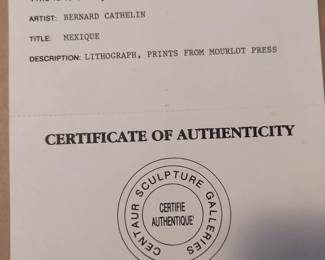 ARTIST: BERNARD CATHELIN
TITLE: MEXIQUE
DESCRIPTION: LITHOGRAPH, PRINTS FROM MOURLOT PRESS
CERTIFICATE OF AUTHENTICITY
CENTAUR SCULPTURE GALLERIES
CERTIFIE
AUTHENTIQUE'